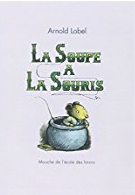 Arnold Lobel
LA SOUPE
À
LA SOURIS
Mouche de l'école des loisirs